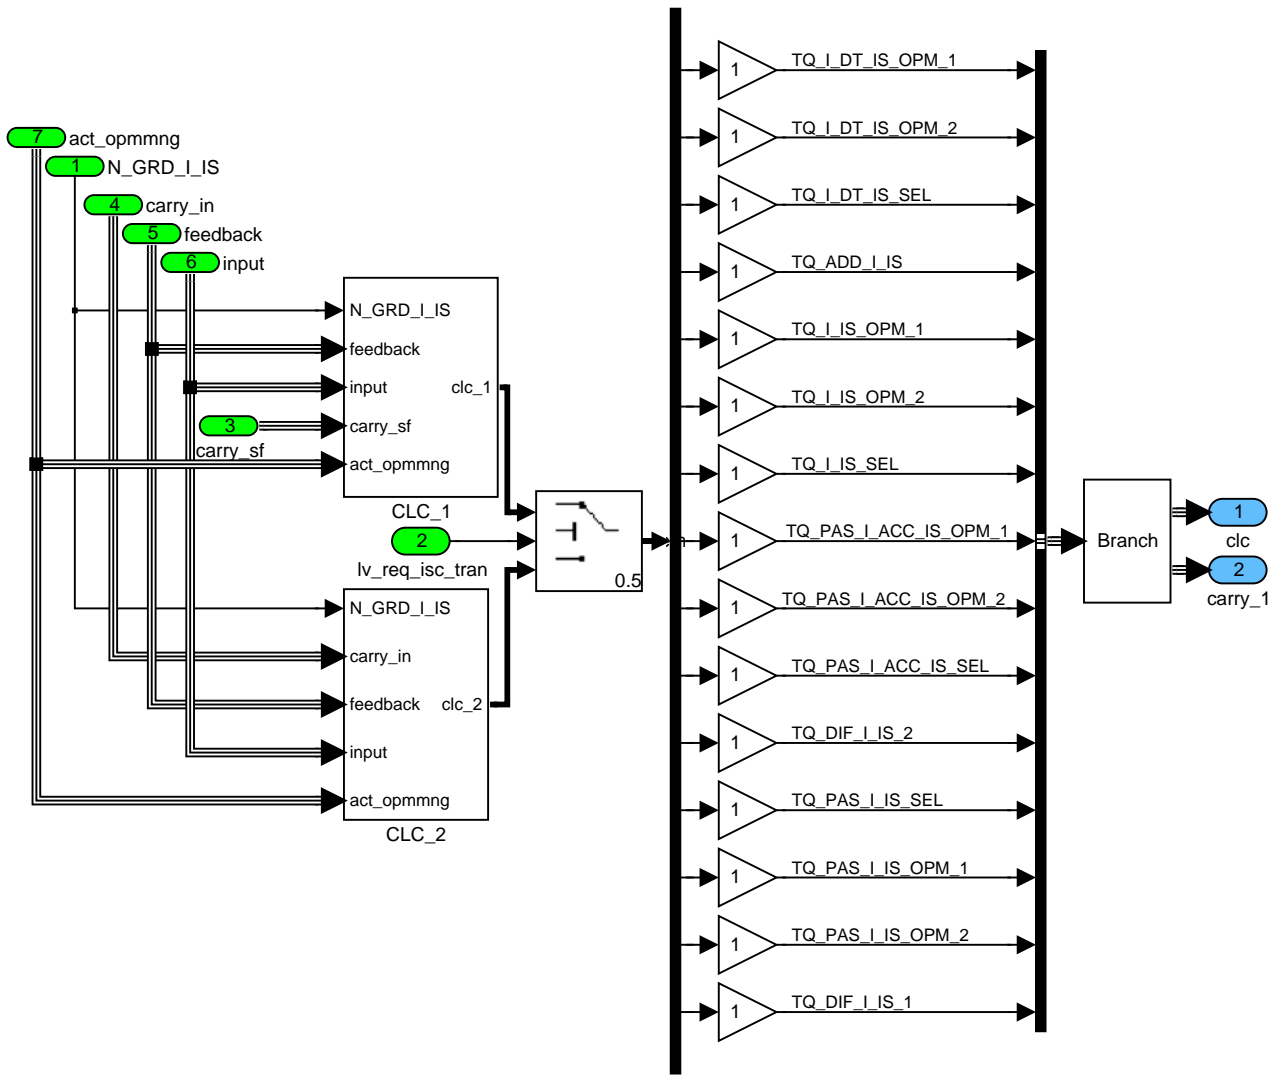 7 act_opmmng
1 N_GRD_I_IS
4 carry_in
5 feedback
6 input
N_GRD_I_IS
feedback
input
clc_1
3
carry_sf
carry_sf
act_opmmng
CLC_1
2
lv_req_isc_tran
0.5
N_GRD_I_IS
carry_in
feedback
clc_2
input
act_opmmng
CLC_2
1 TQ_I_DT_IS_OPM_1
1 TQ_I_DT_IS_OPM_2
1 TQ_I_DT_IS_SEL
1 TQ_ADD_I_IS
1 TQ_I_IS_OPM_1
1 TQ_I_IS_OPM_2
1 TQ_I_IS_SEL
1 TQ_PAS_I_ACC_IS_OPM_1
1 TQ_PAS_I_ACC_IS_OPM_2
1 TQ_PAS_I_ACC_IS_SEL
1 TQ_DIF_I_IS_2
1 TQ_PAS_I_IS_SEL
1 TQ_PAS_I_IS_OPM_1
1 TQ_PAS_I_IS_OPM_2
1 TQ_DIF_I_IS_1
Branch
1
clc
2
carry_1